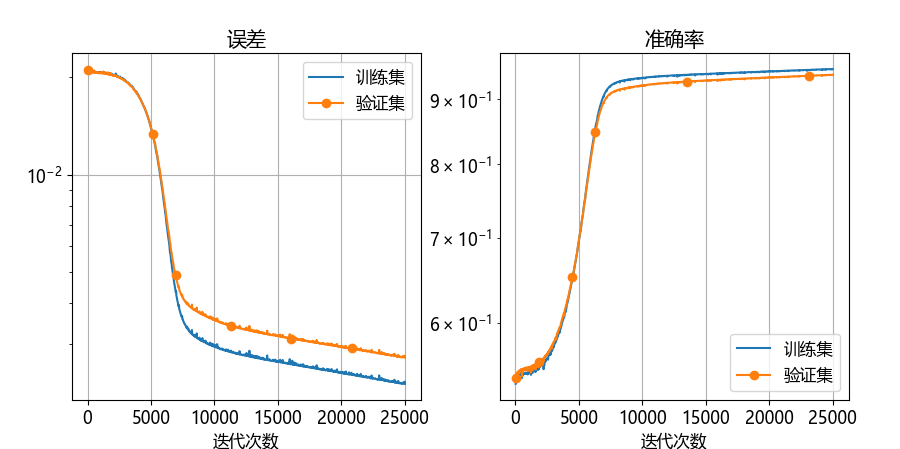 误差
10⁻²
0 5000 10000 15000 20000 25000
迭代次数
训练集
验证集
准确率
9 × 10⁻¹
8 × 10⁻¹
7 × 10⁻¹
6 × 10⁻¹
0 5000 10000 15000 20000 25000
迭代次数
训练集
验证集